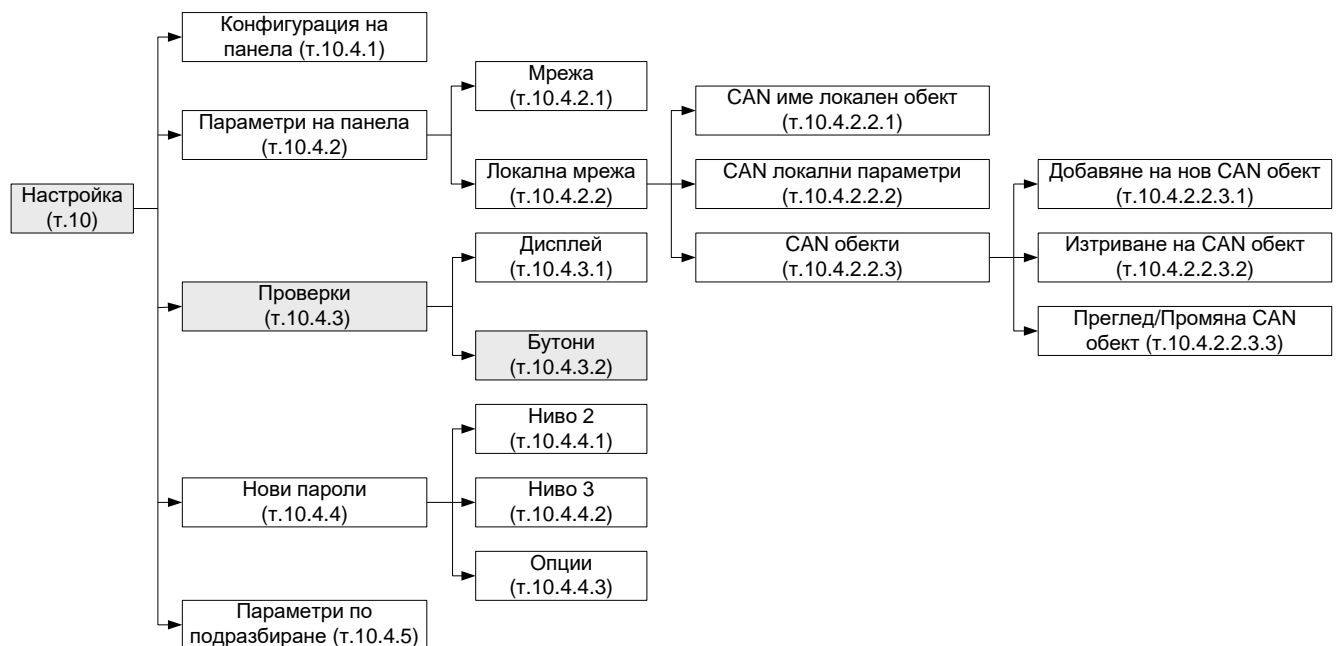 Конфигурация на
панела (т.10.4.1)
Параметри на панела
(т.10.4.2)
Мрежа
(т.10.4.2.1)
Локална мрежа
(т.10.4.2.2)
CAN име локален обект
(т.10.4.2.2.1)
CAN локални параметри
(т.10.4.2.2.2)
CAN обекти
(т.10.4.2.2.3)
Добавяне на нов CAN обект
(т.10.4.2.2.3.1)
Изтриване на CAN обект
(т.10.4.2.2.3.2)
Преглед/Промяна CAN
обект (т.10.4.2.2.3.3)
Настройка
(т.10)
Проверки
(т.10.4.3)
Дисплей
(т.10.4.3.1)
Бутони
(т.10.4.3.2)
Нови пароли
(т.10.4.4)
Ниво 2
(т.10.4.4.1)
Ниво 3
(т.10.4.4.2)
Опции
(т.10.4.4.3)
Параметри по
подразбиране (т.10.4.5)